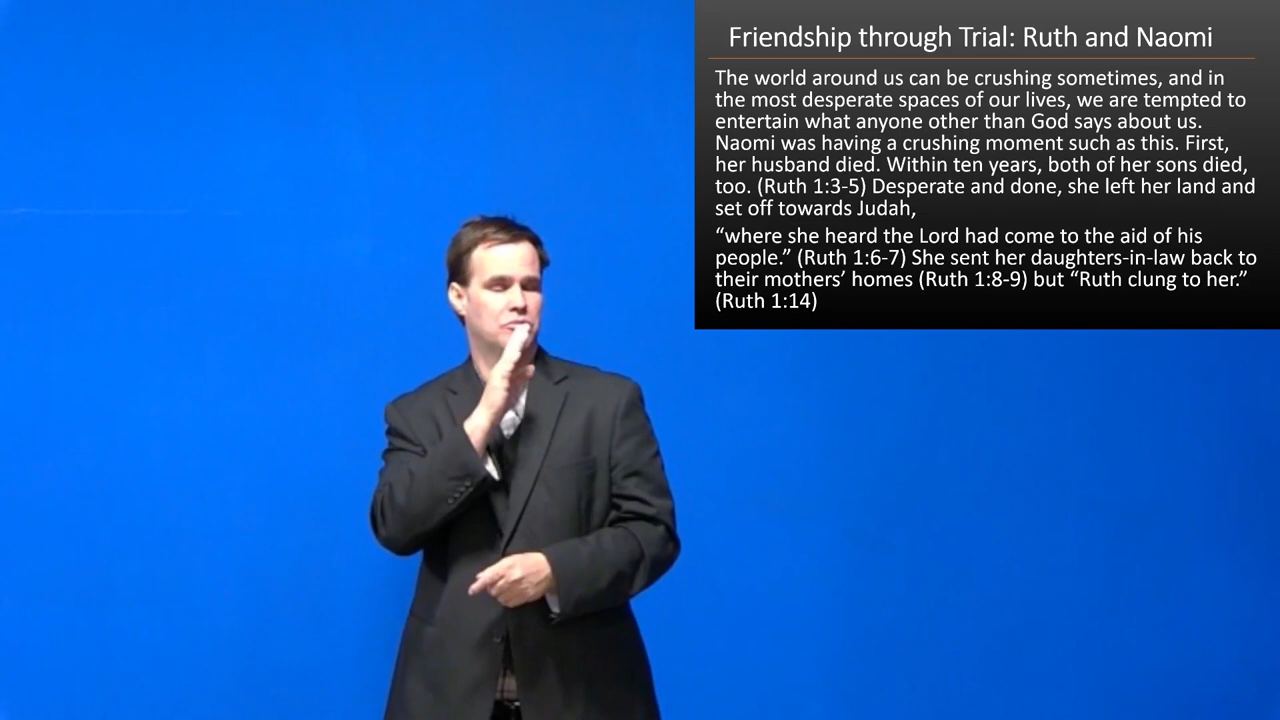 Friendship through Trial: Ruth and Naomi
The world around us can be crushing sometimes, and in
the most desperate spaces of our lives, we are tempted to
entertain what anyone other than God says about us.
Naomi was having a crushing moment such as this. First,
her husband died. Within ten years, both of her sons died,
too. (Ruth 1:3-5) Desperate and done, she left her land and
set off towards Judah,
“where she heard the Lord had come to the aid of his
people.” (Ruth 1:6-7) She sent her daughters-in-law back to
their mothers’ homes (Ruth 1:8-9) but “Ruth clung to her.”
(Ruth 1:14)